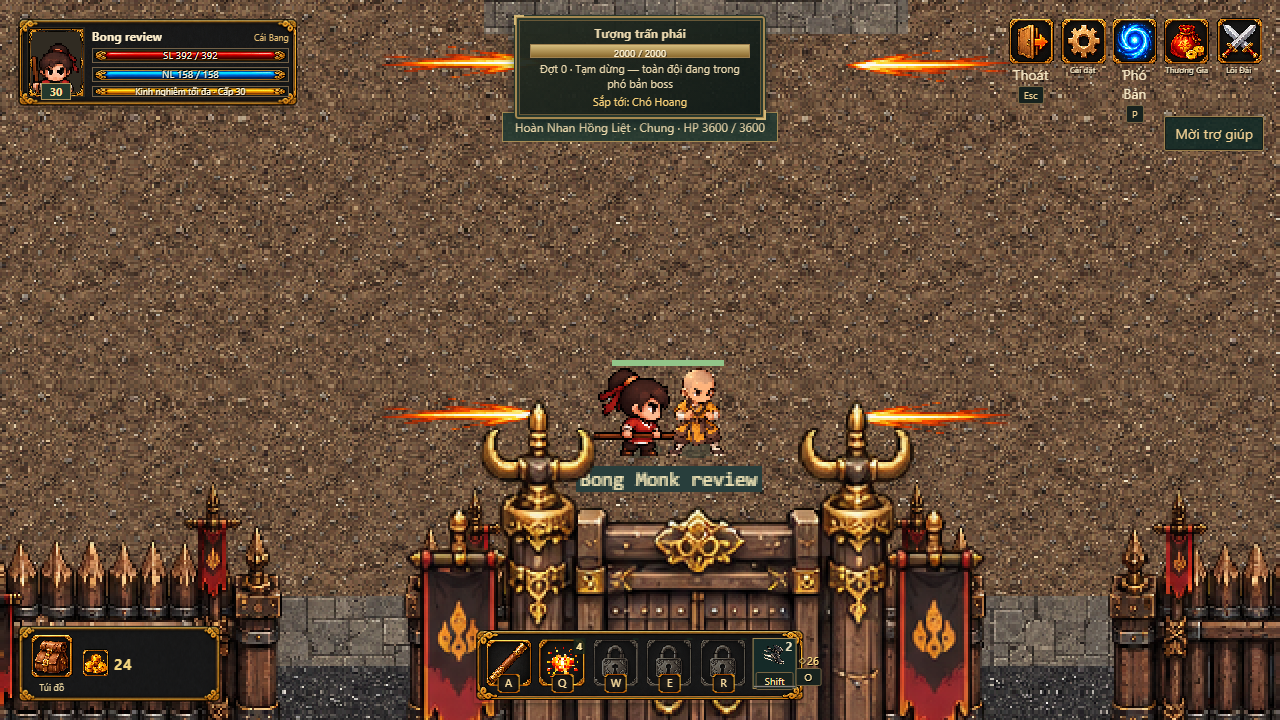 Bong review
Cái Bang
SL 392 / 392
NL 158 / 158
Kinh nghiệm tối đa · Cấp 30
30
Tượng trấn phái
2000 / 2000
Đợt 0 · Tạm dừng — toàn đội đang trong
phó bản boss
Sắp tới: Chó Hoang
Hoàn Nhan Hồng Liệt · Chung · HP 3600 / 3600
Thoát
Esc
Cài đặt
Phó
Bản
P
Thương Gia
Lôi Đài
Mời trợ giúp
Bong Monk review
Túi đồ
24
A
4
Q
W
E
R
2
Shift
26
O